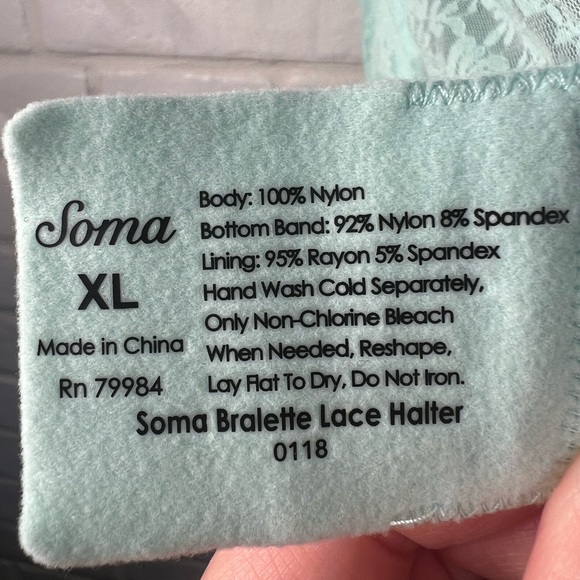 Soma
XL
Made in China
Rn 79984
Body: 100% Nylon
Bottom Band: 92% Nylon 8% Spandex
Lining: 95% Rayon 5% Spandex
Hand Wash Cold Separately,
Only Non-Chlorine Bleach
When Needed, Reshape,
Lay Flat To Dry, Do Not Iron.
Soma Bralette Lace Halter
0118